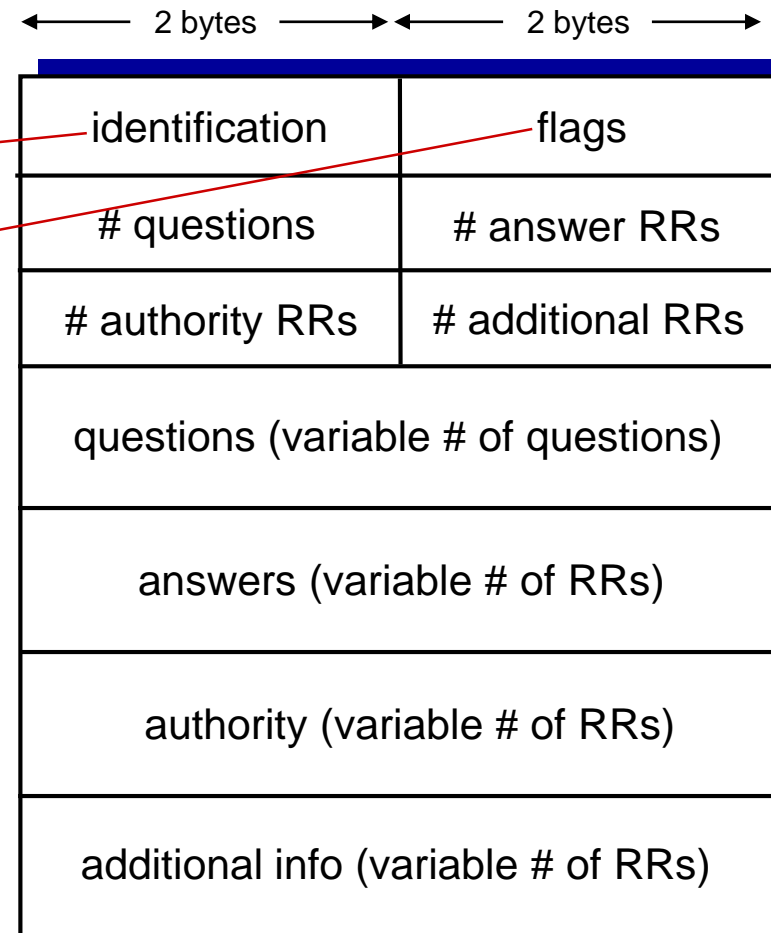 2 bytes 2 bytes
identification flags
# questions # answer RRs
# authority RRs # additional RRs
questions (variable # of questions)
answers (variable # of RRs)
authority (variable # of RRs)
additional info (variable # of RRs)